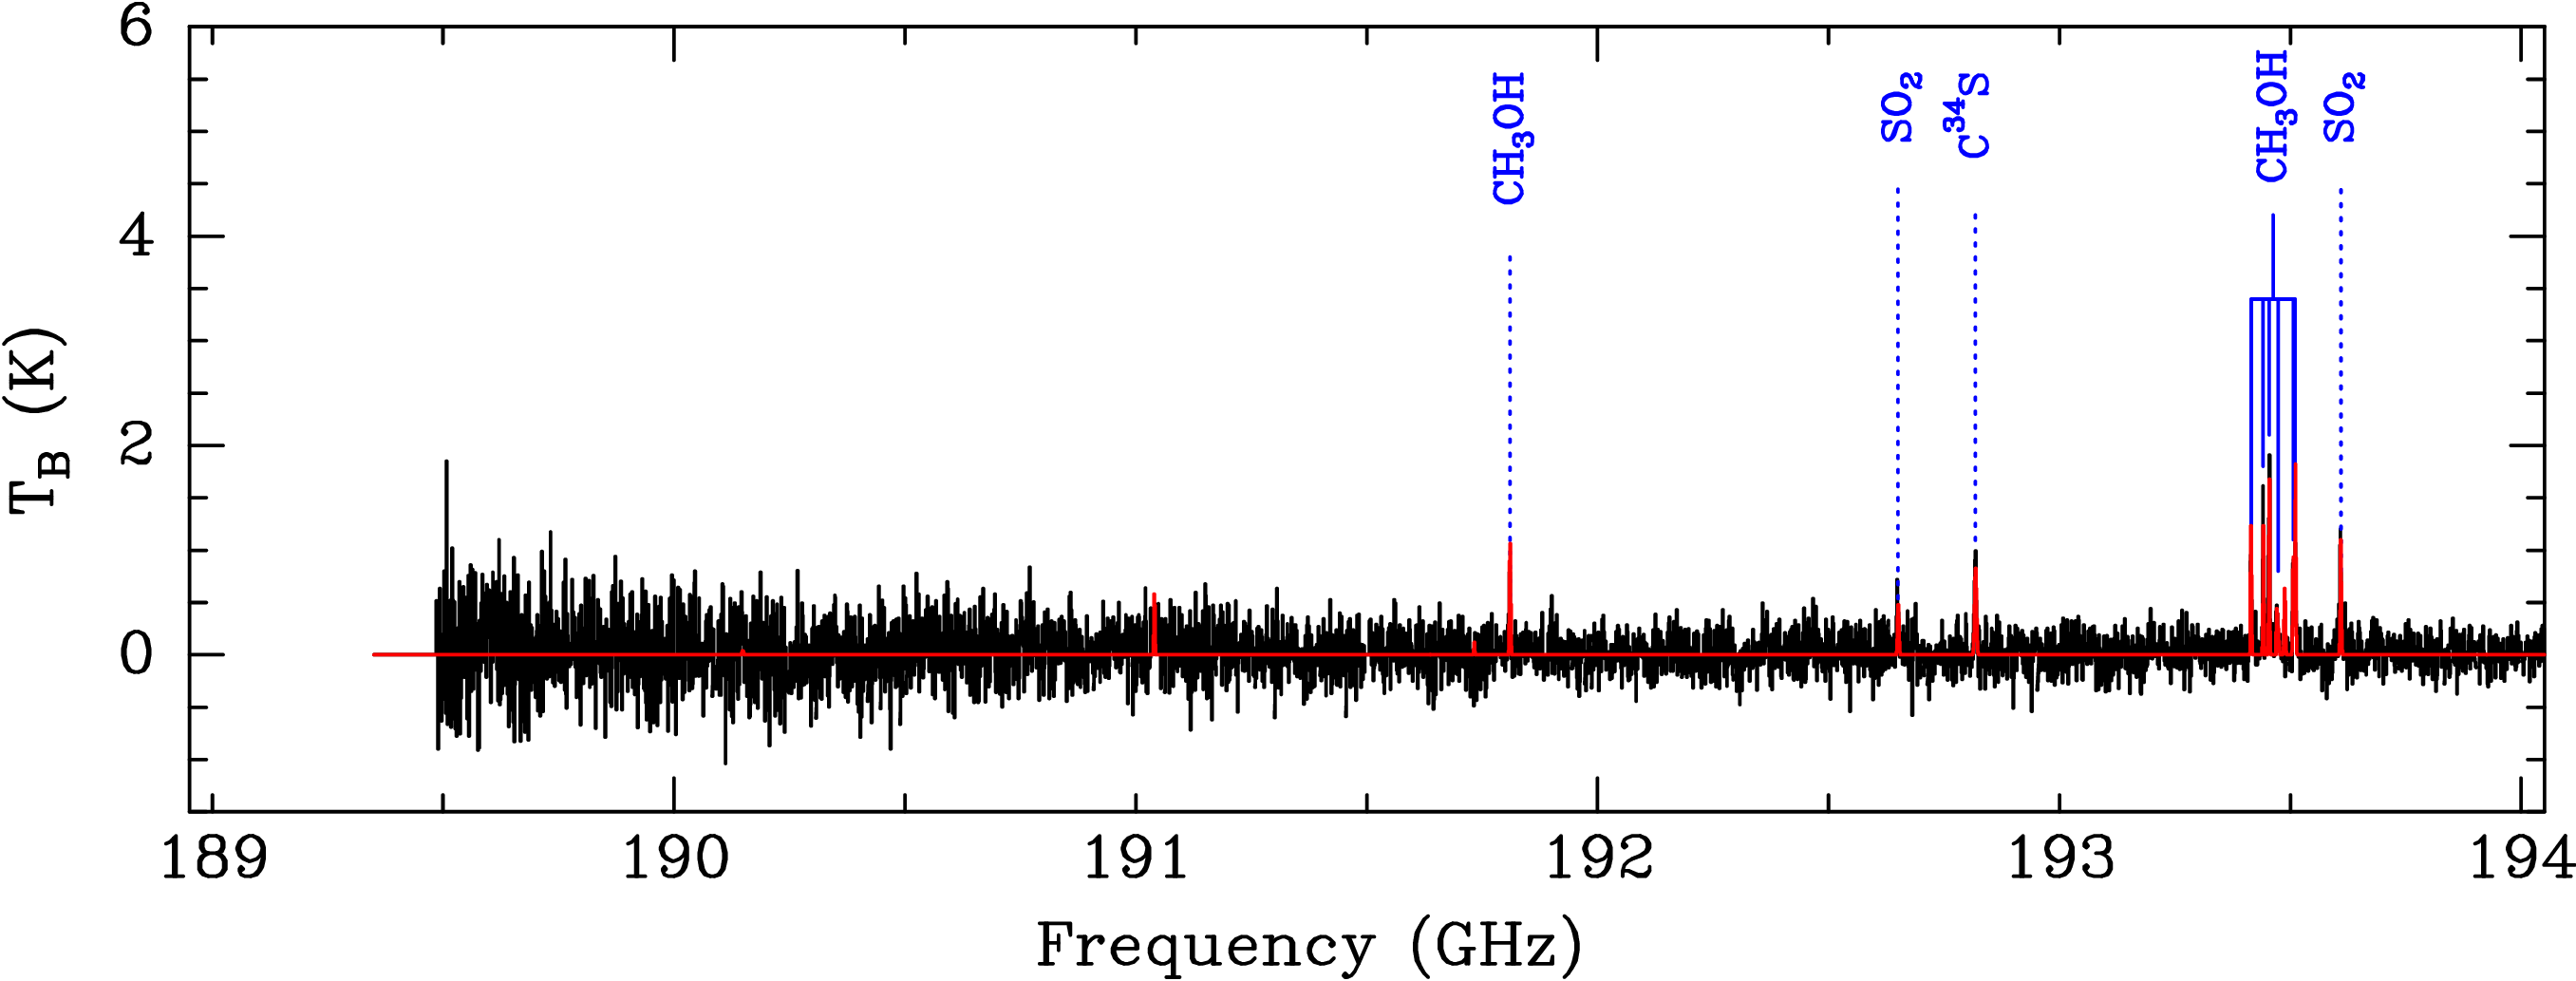 6
4
2
0
T_B (K)
CH₃OH
SO₂
C³⁴S
CH₃OH
SO₂
189 190 191 192 193 194
Frequency (GHz)